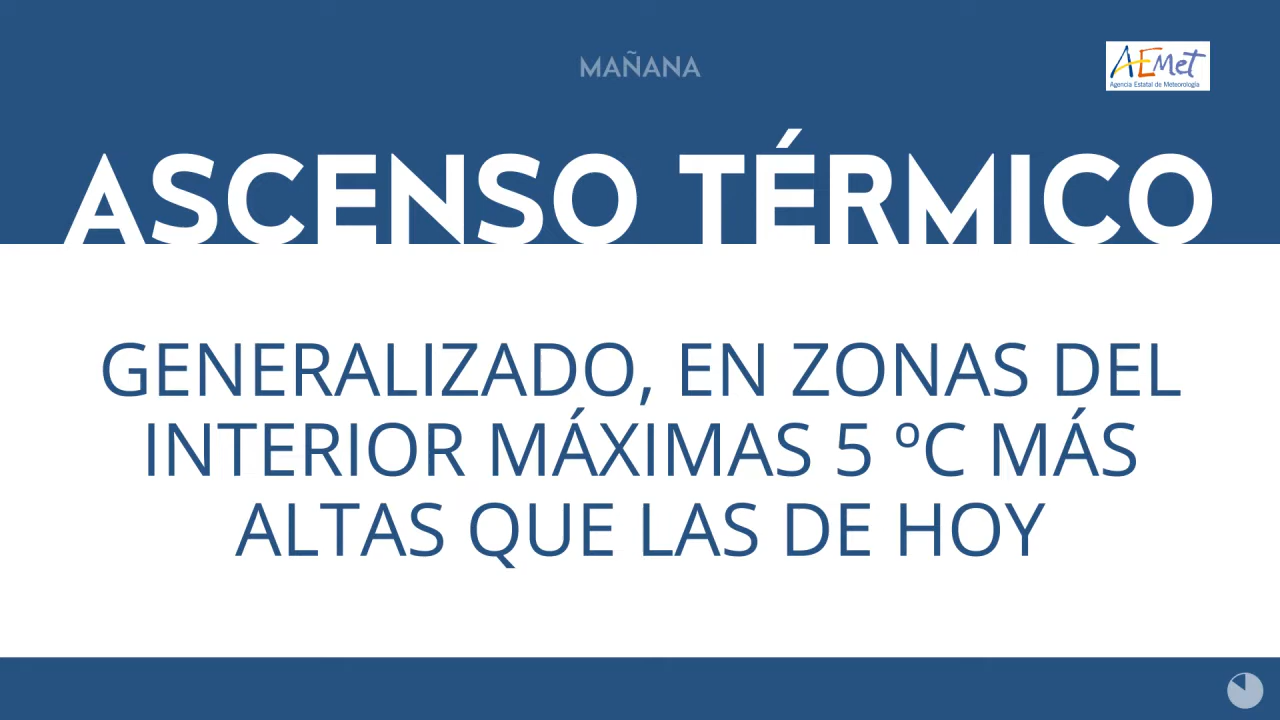 MAÑANA
AEMet
Agencia Estatal de Meteorología
ASCENSO TÉRMICO
GENERALIZADO, EN ZONAS DEL
INTERIOR MÁXIMAS 5 ºC MÁS
ALTAS QUE LAS DE HOY